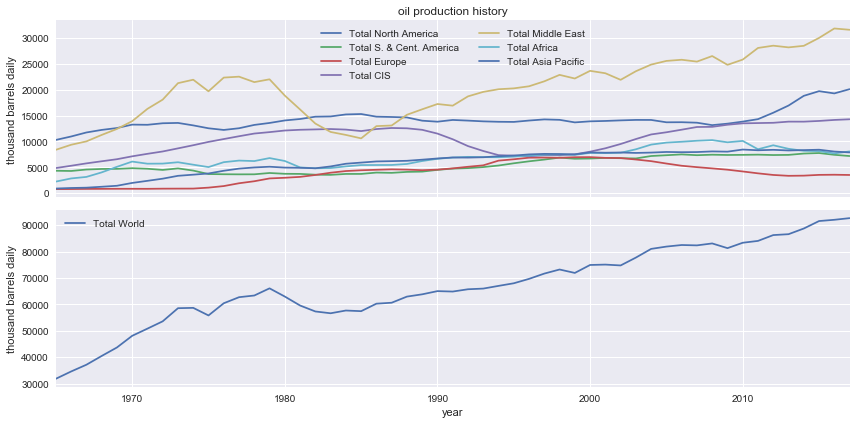 oil production history
thousand barrels daily
35000
30000
25000
20000
15000
10000
5000
0
Total North America
Total S. & Cent. America
Total Europe
Total CIS
Total Middle East
Total Africa
Total Asia Pacific
thousand barrels daily
90000
80000
70000
60000
50000
40000
30000
Total World
1970 1980 1990 2000 2010
year